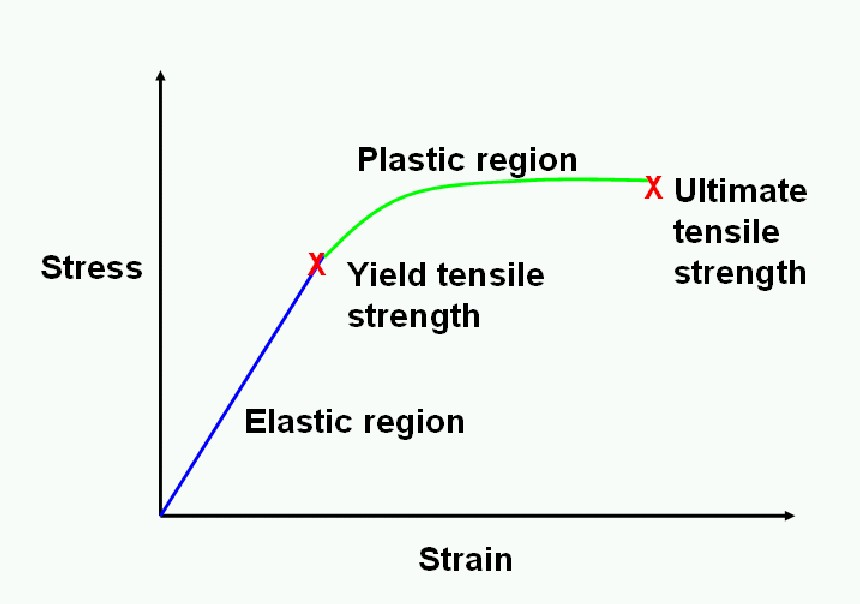 Plastic region
Ultimate
tensile
strength
Stress
Yield tensile
strength
Elastic region
Strain